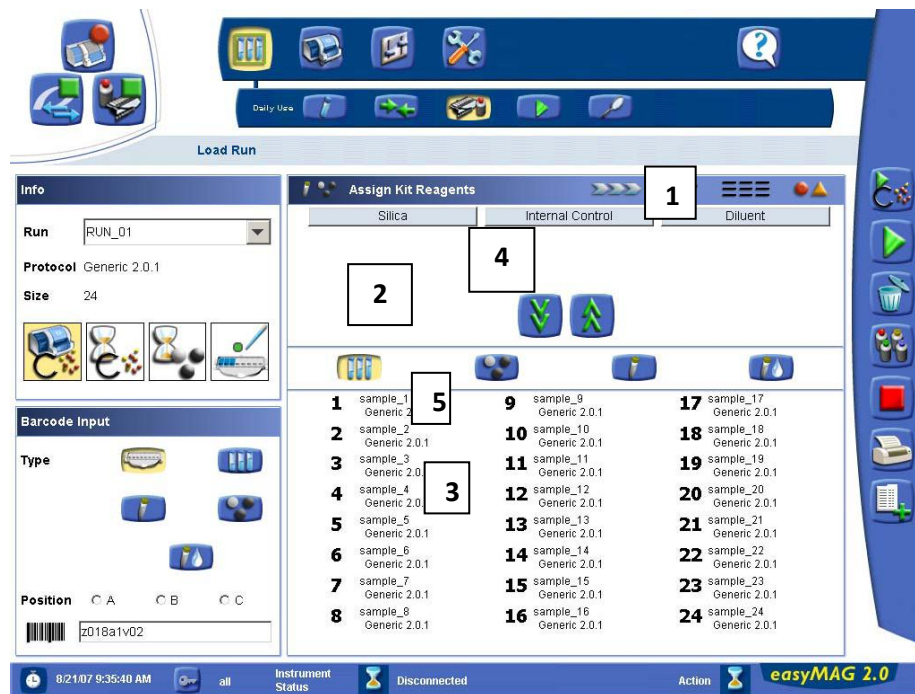 Daily Use
Load Run
Info
Run RUN_01
Protocol Generic 2.0.1
Size 24
Barcode Input
Type
Position A B C
z018a1v02
Assign Kit Reagents
1
Silica Internal Control Diluent
4
2
5
3
1 sample_1
Generic 2
2 sample_2
Generic 2.0.1
3 sample_3
Generic 2.0.1
4 sample_4
Generic 2.0.
5 sample_5
Generic 2.0.1
6 sample_6
Generic 2.0.1
7 sample_7
Generic 2.0.1
8 sample_8
Generic 2.0.1
9 sample_9
Generic 2.0.1
10 sample_10
Generic 2.0.1
11 sample_11
Generic 2.0.1
12 sample_12
Generic 2.0.1
13 sample_13
Generic 2.0.1
14 sample_14
Generic 2.0.1
15 sample_15
Generic 2.0.1
16 sample_16
Generic 2.0.1
17 sample_17
Generic 2.0.1
18 sample_18
Generic 2.0.1
19 sample_19
Generic 2.0.1
20 sample_20
Generic 2.0.1
21 sample_21
Generic 2.0.1
22 sample_22
Generic 2.0.1
23 sample_23
Generic 2.0.1
24 sample_24
Generic 2.0.1
8/21/07 9:35:40 AM all Instrument Status Disconnected Action easyMAG 2.0